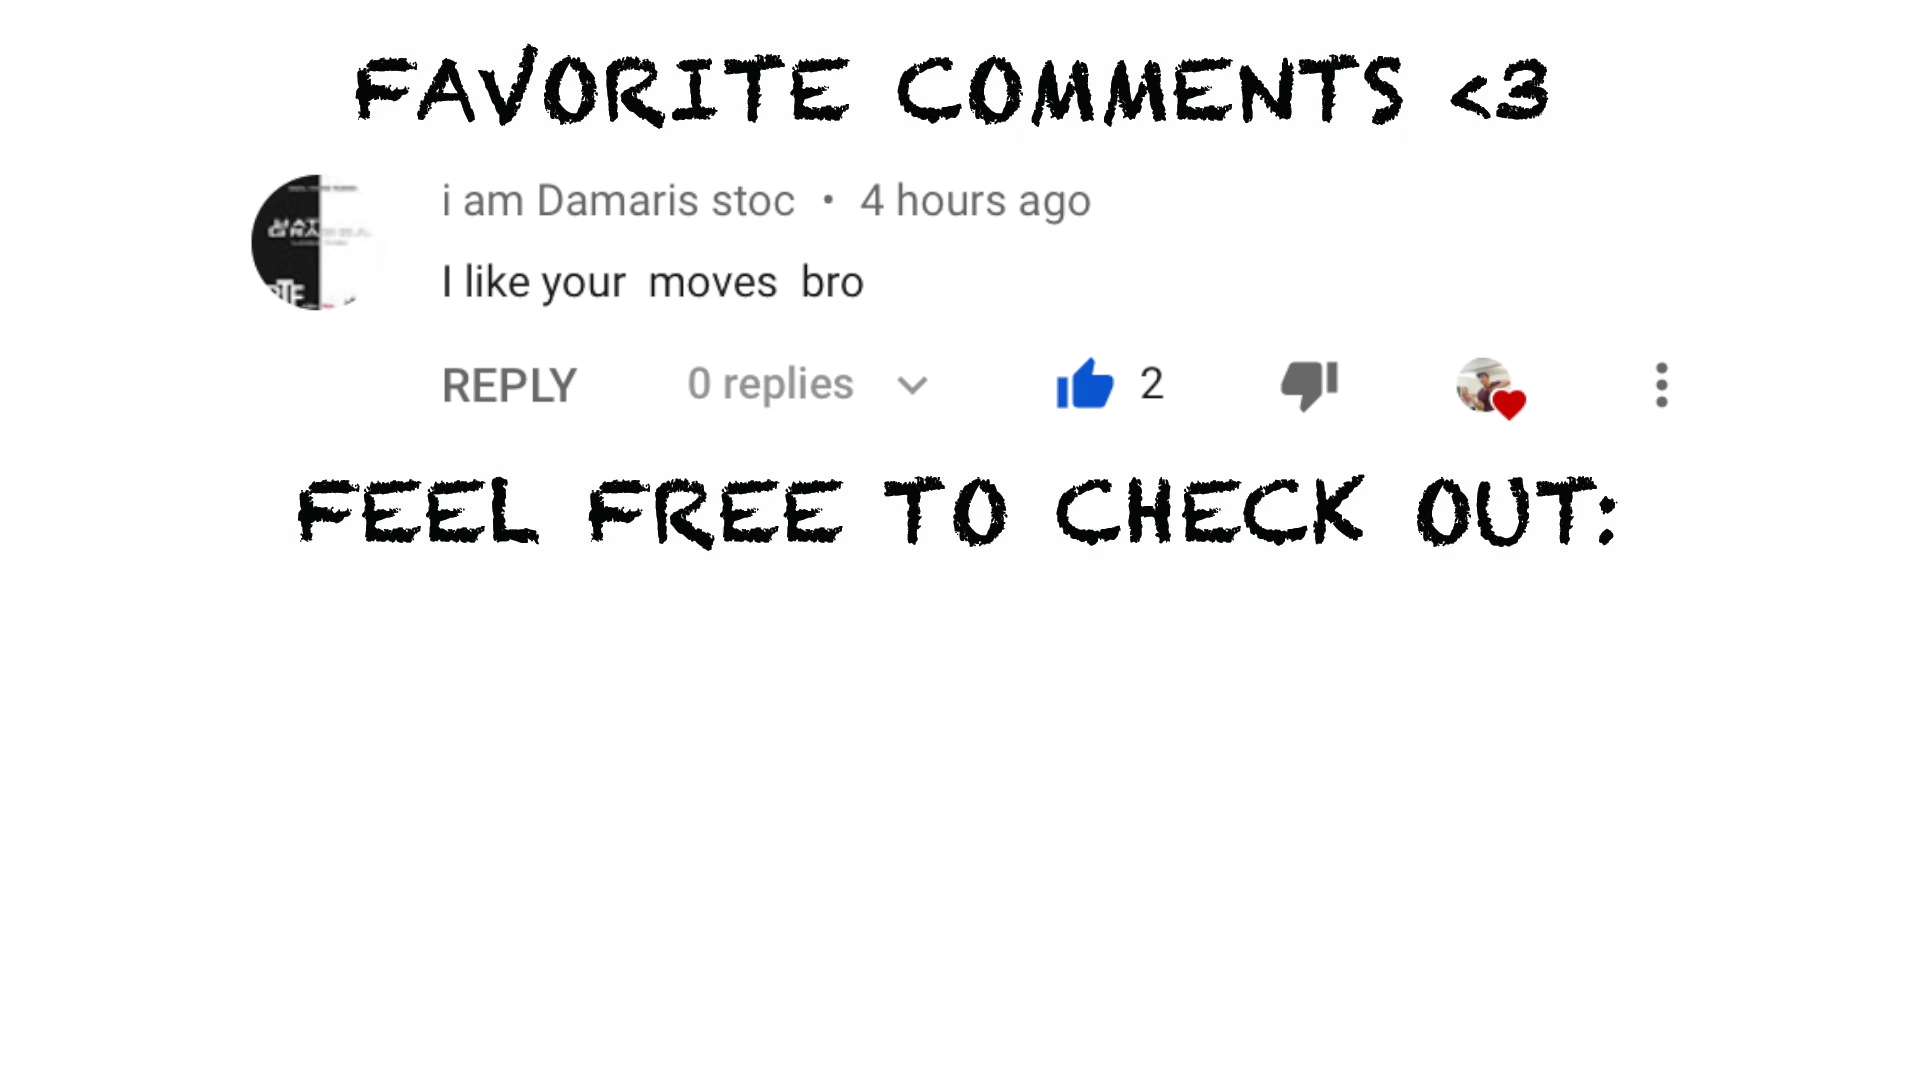 FAVORITE COMMENTS <3
i am Damaris stoc • 4 hours ago
I like your moves bro
REPLY 0 replies 2
FEEL FREE TO CHECK OUT: